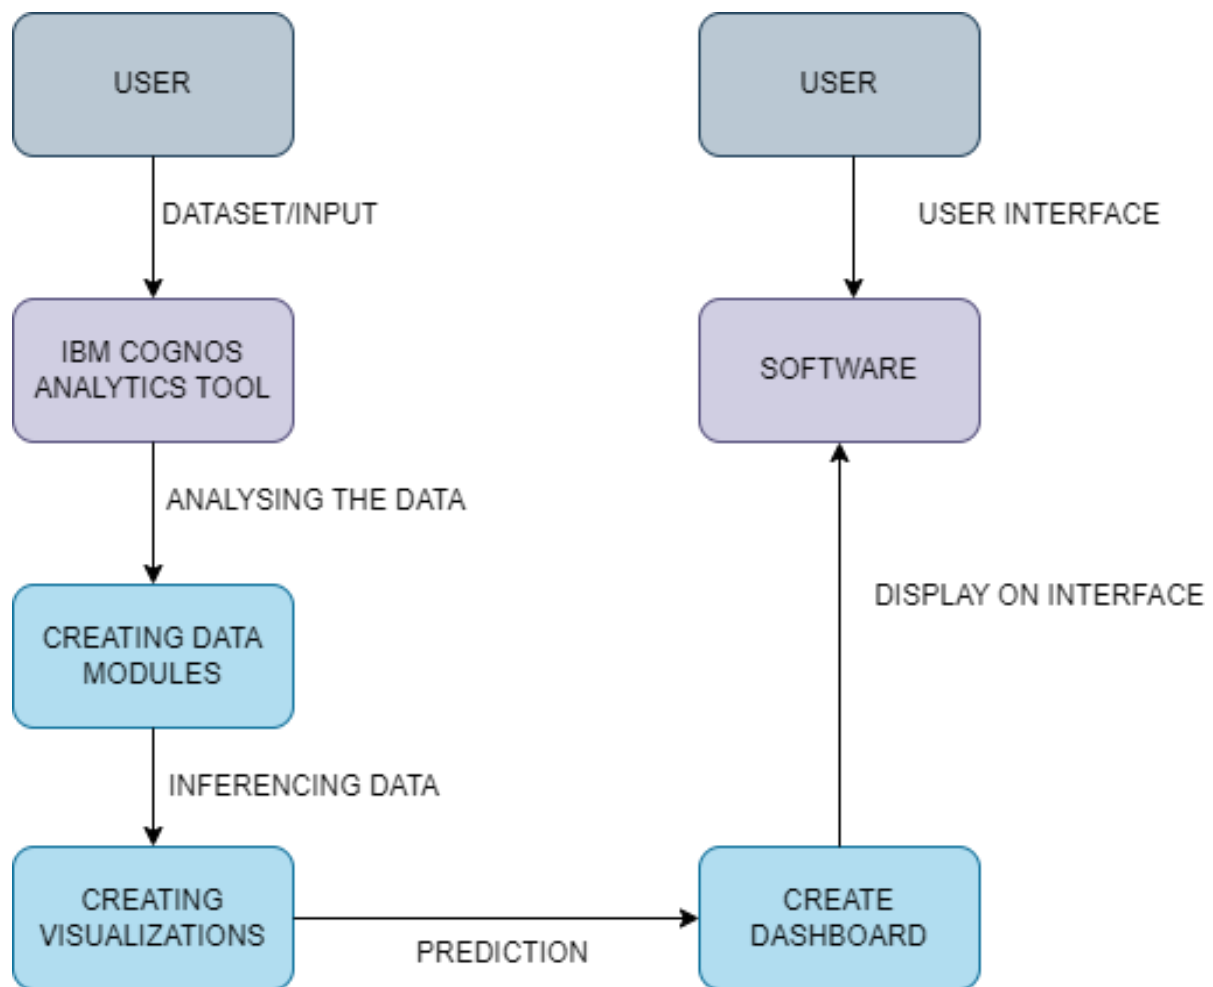 USER
USER
DATASET/INPUT
USER INTERFACE
IBM COGNOS
ANALYTICS TOOL
SOFTWARE
ANALYSING THE DATA
DISPLAY ON INTERFACE
CREATING DATA
MODULES
INFERENCING DATA
CREATING
VISUALIZATIONS
PREDICTION
CREATE
DASHBOARD